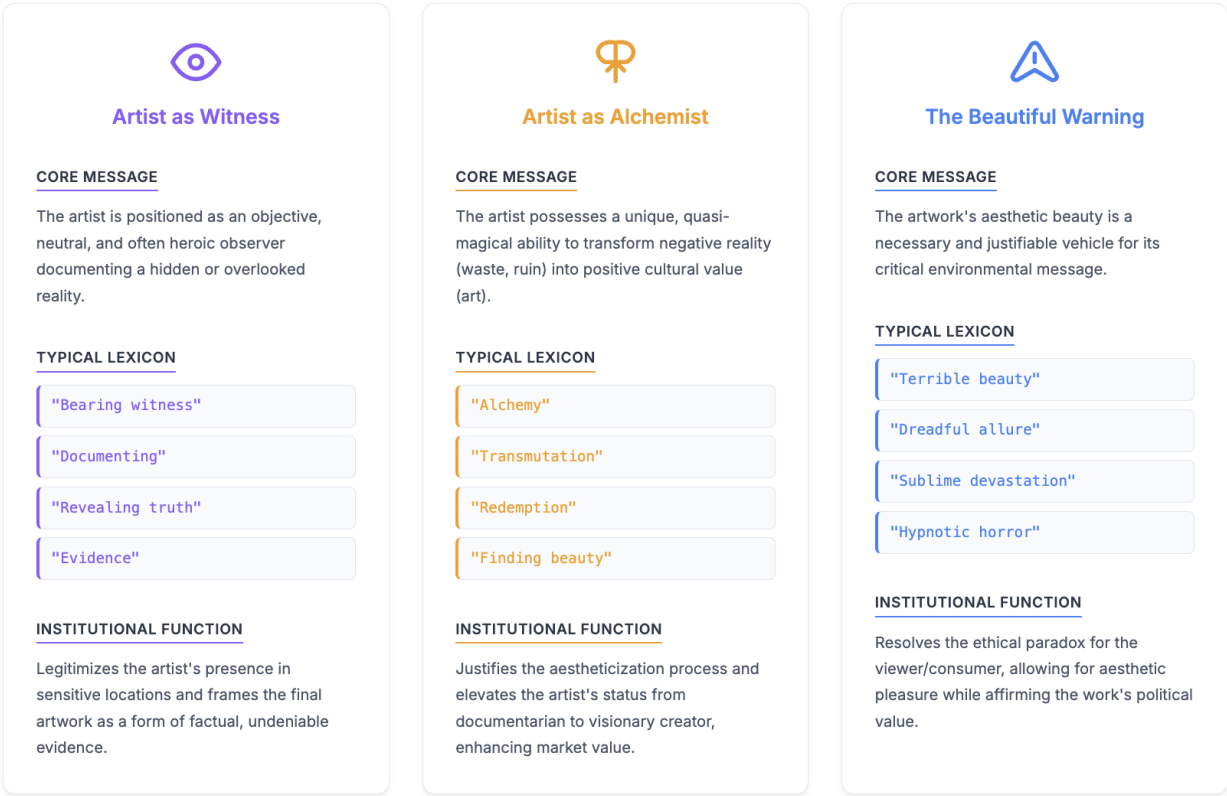 Artist as Witness
CORE MESSAGE
The artist is positioned as an objective,
neutral, and often heroic observer
documenting a hidden or overlooked
reality.
TYPICAL LEXICON
"Bearing witness"
"Documenting"
"Revealing truth"
"Evidence"
INSTITUTIONAL FUNCTION
Legitimizes the artist's presence in
sensitive locations and frames the final
artwork as a form of factual, undeniable
evidence.
Artist as Alchemist
CORE MESSAGE
The artist possesses a unique, quasi-
magical ability to transform negative reality
(waste, ruin) into positive cultural value
(art).
TYPICAL LEXICON
"Alchemy"
"Transmutation"
"Redemption"
"Finding beauty"
INSTITUTIONAL FUNCTION
Justifies the aestheticization process and
elevates the artist's status from
documentarian to visionary creator,
enhancing market value.
The Beautiful Warning
CORE MESSAGE
The artwork's aesthetic beauty is a
necessary and justifiable vehicle for its
critical environmental message.
TYPICAL LEXICON
"Terrible beauty"
"Dreadful allure"
"Sublime devastation"
"Hypnotic horror"
INSTITUTIONAL FUNCTION
Resolves the ethical paradox for the
viewer/consumer, allowing for aesthetic
pleasure while affirming the work's political
value.